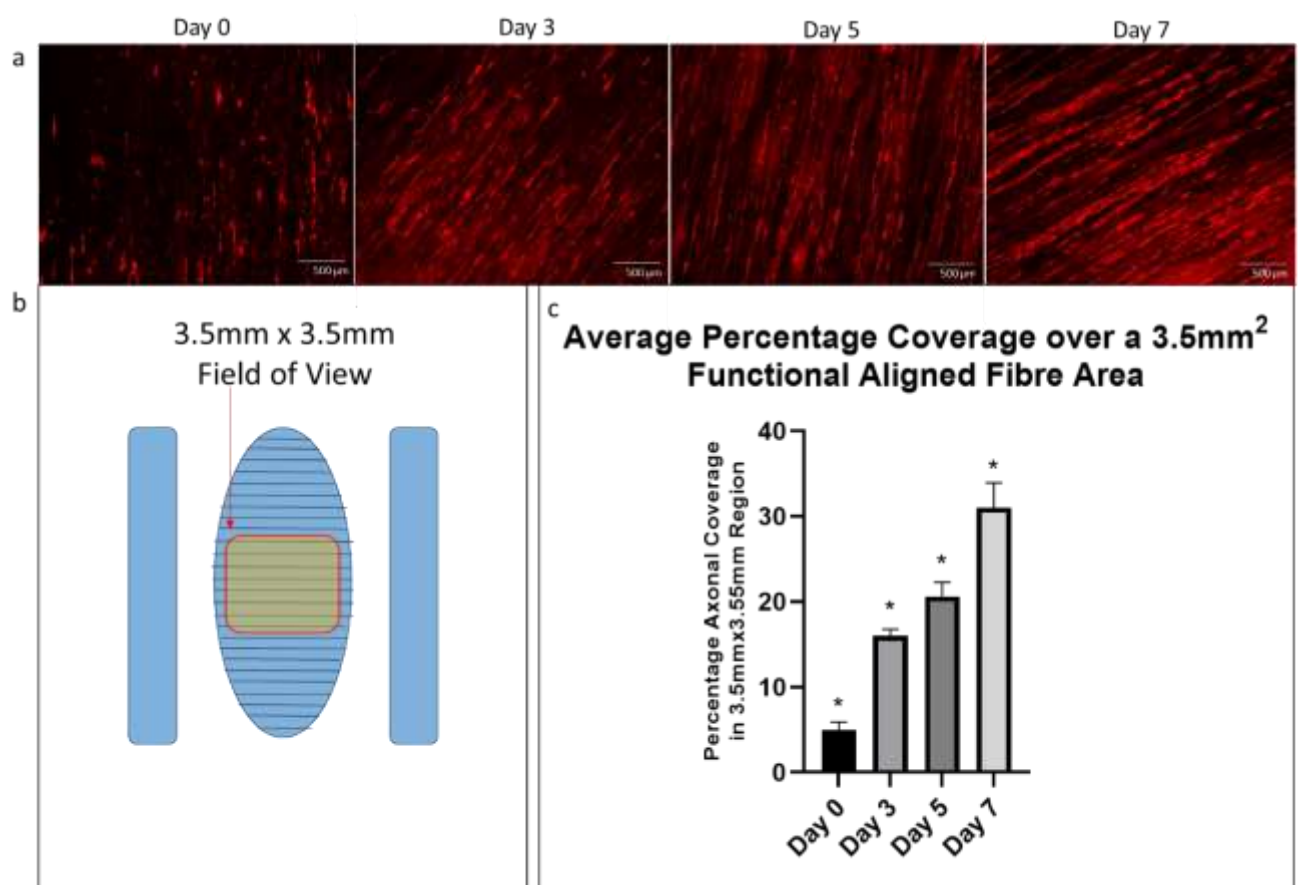 Day 0 Day 3 Day 5 Day 7
a
500 µm 500 µm 500 µm 500 µm
b
3.5mm x 3.5mm
Field of View
c
Average Percentage Coverage over a 3.5mm²
Functional Aligned Fibre Area
Percentage Axonal Coverage
in 3.5mmx3.55mm Region
40
30
20
10
0
* * * *
Day 0 Day 3 Day 5 Day 7